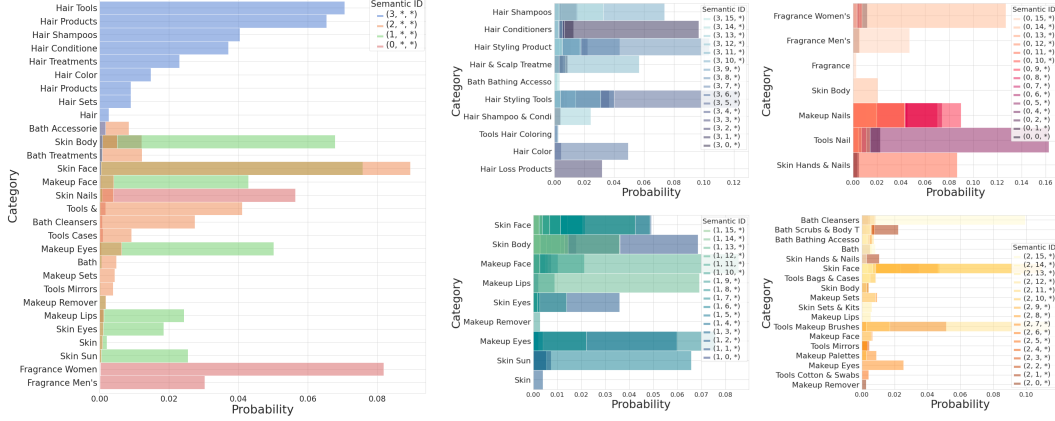 Category
Hair Tools
Hair Products
Hair Shampoos
Hair Conditione
Hair Treatments
Hair Color
Hair Products
Hair Sets
Hair
Bath Accessorie
Skin Body
Bath Treatments
Skin Face
Makeup Face
Skin Nails
Tools &
Bath Cleansers
Tools Cases
Makeup Eyes
Bath
Makeup Sets
Tools Mirrors
Makeup Remover
Makeup Lips
Skin Eyes
Skin
Skin Sun
Fragrance Women
Fragrance Men's
0.00 0.02 0.04 0.06 0.08
Probability
Semantic ID
(3, *, *)
(2, *, *)
(1, *, *)
(0, *, *)
Category
Hair Shampoos
Hair Conditioners
Hair Styling Product
Hair & Scalp Treatme
Bath Bathing Accesso
Hair Styling Tools
Hair Shampoo & Condi
Tools Hair Coloring
Hair Color
Hair Loss Products
0.00 0.02 0.04 0.06 0.08 0.10 0.12
Probability
Semantic ID
(3, 15, *)
(3, 14, *)
(3, 13, *)
(3, 12, *)
(3, 11, *)
(3, 10, *)
(3, 9, *)
(3, 8, *)
(3, 7, *)
(3, 6, *)
(3, 5, *)
(3, 4, *)
(3, 3, *)
(3, 2, *)
(3, 1, *)
(3, 0, *)
Category
Fragrance Women's
Fragrance Men's
Fragrance
Skin Body
Makeup Nails
Tools Nail
Skin Hands & Nails
0.00 0.02 0.04 0.06 0.08 0.10 0.12 0.14 0.16
Probability
Semantic ID
(0, 15, *)
(0, 14, *)
(0, 13, *)
(0, 12, *)
(0, 11, *)
(0, 10, *)
(0, 9, *)
(0, 8, *)
(0, 7, *)
(0, 6, *)
(0, 5, *)
(0, 4, *)
(0, 2, *)
(0, 1, *)
(0, 0, *)
Category
Skin Face
Skin Body
Makeup Face
Makeup Lips
Skin Eyes
Makeup Remover
Makeup Eyes
Skin Sun
Skin
0.00 0.01 0.02 0.03 0.04 0.05 0.06 0.07 0.08
Probability
Semantic ID
(1, 15, *)
(1, 14, *)
(1, 13, *)
(1, 12, *)
(1, 11, *)
(1, 10, *)
(1, 9, *)
(1, 8, *)
(1, 7, *)
(1, 6, *)
(1, 5, *)
(1, 4, *)
(1, 3, *)
(1, 2, *)
(1, 1, *)
(1, 0, *)
Category
Bath Cleansers
Bath Scrubs & Body T
Bath Bathing Accesso
Bath
Skin Hands & Nails
Skin Face
Tools Bags & Cases
Skin Body
Makeup Sets
Skin Sets & Kits
Makeup Lips
Tools Makeup Brushes
Makeup Face
Tools Mirrors
Makeup Palettes
Makeup Eyes
Tools Cotton & Swabs
Makeup Remover
0.00 0.02 0.04 0.06 0.08 0.10
Probability
Semantic ID
(2, 15, *)
(2, 14, *)
(2, 13, *)
(2, 12, *)
(2, 11, *)
(2, 10, *)
(2, 9, *)
(2, 8, *)
(2, 7, *)
(2, 6, *)
(2, 5, *)
(2, 4, *)
(2, 3, *)
(2, 2, *)
(2, 1, *)
(2, 0, *)